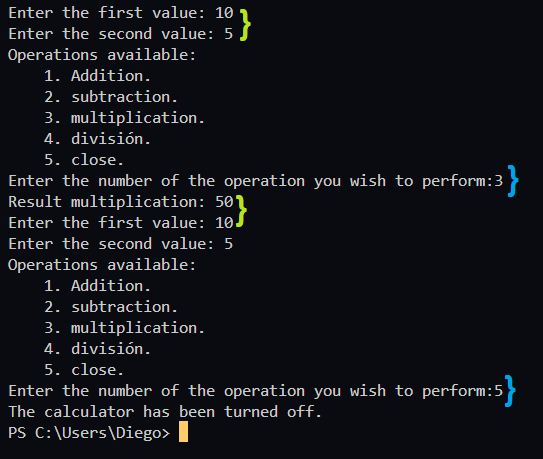 Enter the first value: 10
Enter the second value: 5
Operations available:
1. Addition.
2. subtraction.
3. multiplication.
4. división.
5. close.
Enter the number of the operation you wish to perform:3
Result multiplication: 50
Enter the first value: 10
Enter the second value: 5
Operations available:
1. Addition.
2. subtraction.
3. multiplication.
4. división.
5. close.
Enter the number of the operation you wish to perform:5
The calculator has been turned off.
PS C:\Users\Diego>